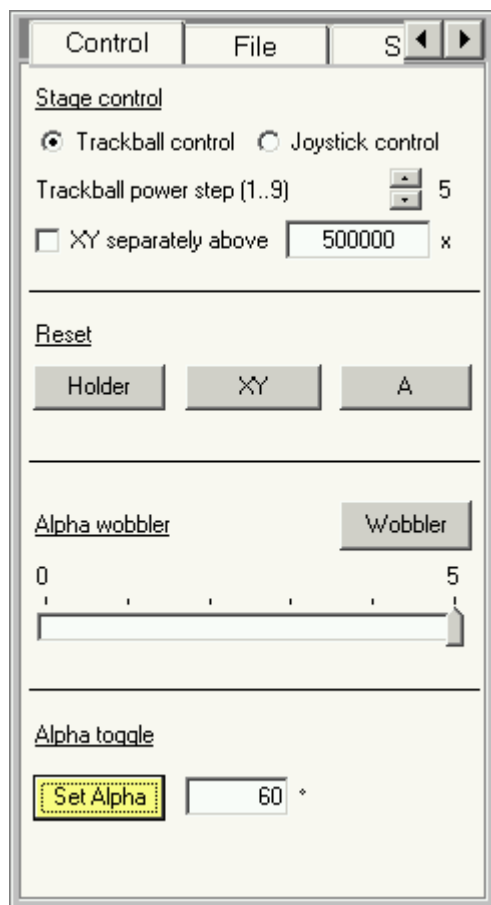 Control File S
Stage control
Trackball control Joystick control
Trackball power step (1..9) 5
XY separately above 500000 x
Reset
Holder XY A
Alpha wobbler Wobbler
0 5
Alpha toggle
Set Alpha 60 °